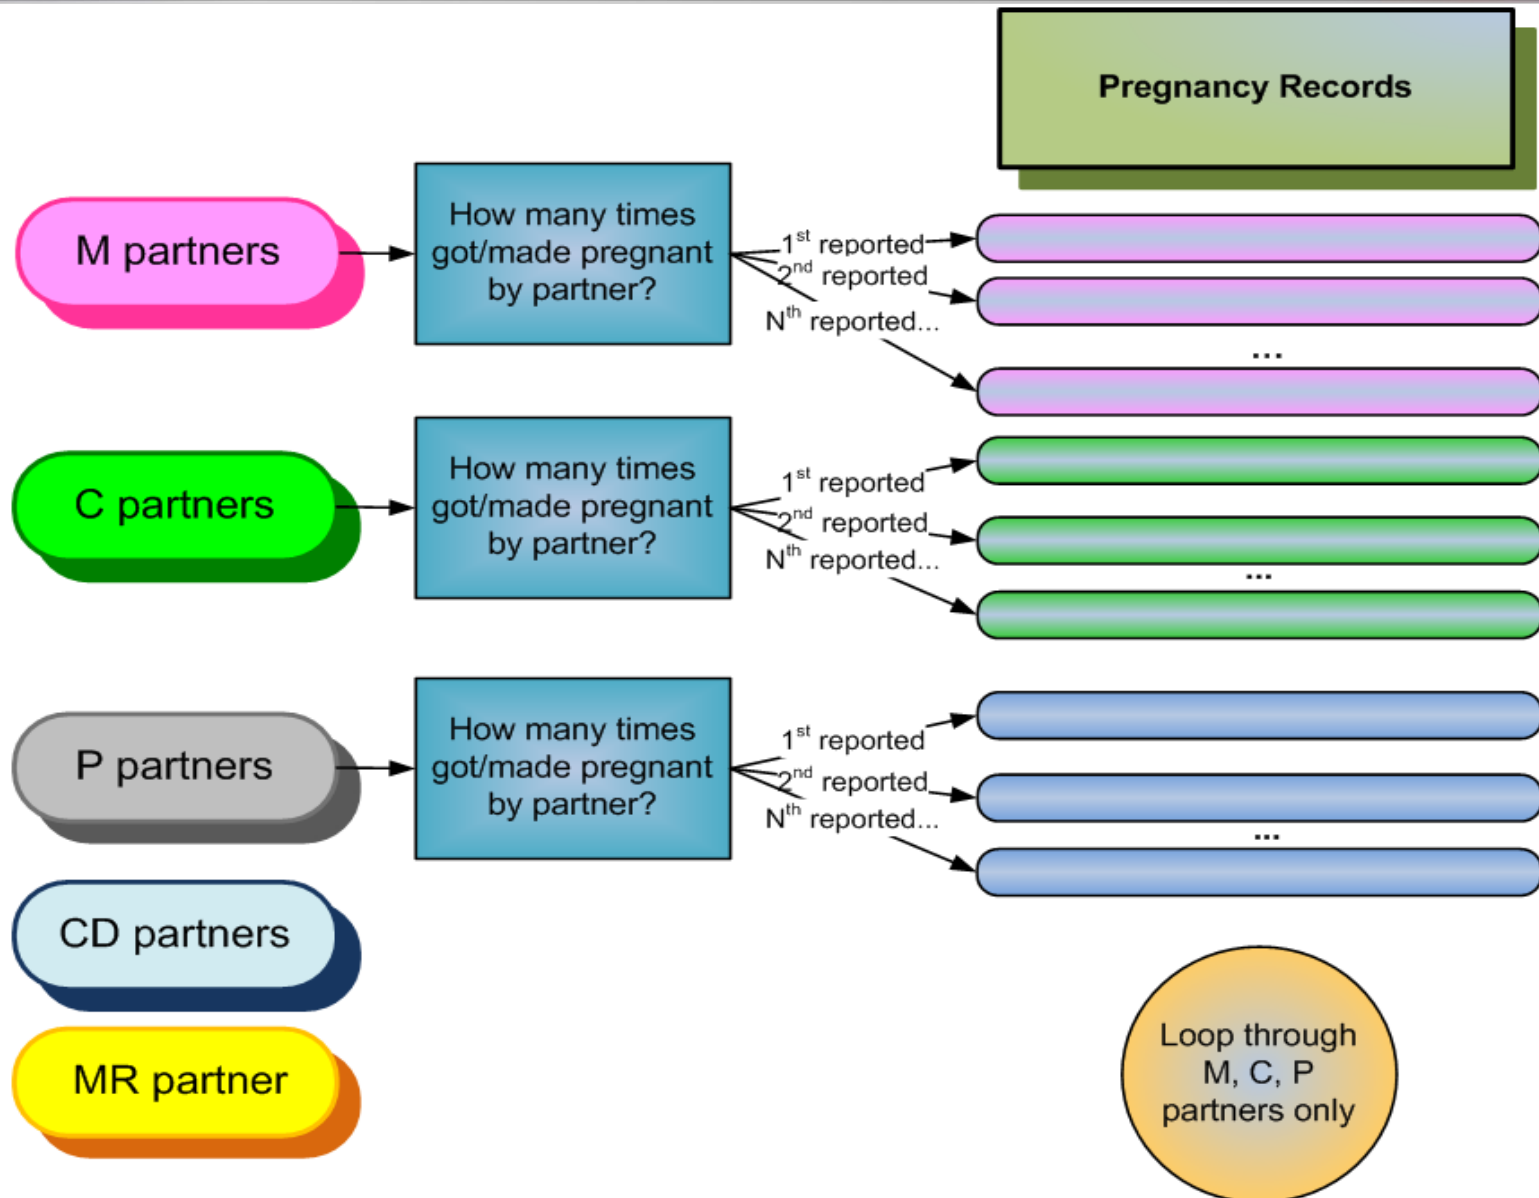 Pregnancy Records
M partners
How many times
got/made pregnant
by partner?
1st reported
2nd reported
Nth reported...
...
C partners
How many times
got/made pregnant
by partner?
1st reported
2nd reported
Nth reported...
...
P partners
How many times
got/made pregnant
by partner?
1st reported
2nd reported
Nth reported...
...
CD partners
MR partner
Loop through
M, C, P
partners only